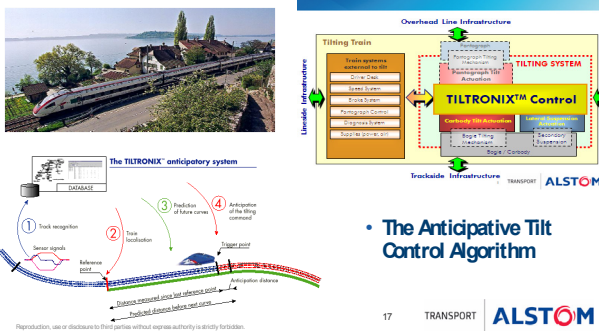 Overhead Line Infrastructure
Tilting Train
Lineside Infrastructure
Train systems
external to tilt
Driver Desk
Speed System
Brake System
Pantograph Control
Diagnosis System
Supplies (power, air)
Pantograph
Pantograph Tilting
Mechanism
Pantograph Tilt
Actuation
TILTING SYSTEM
TILTRONIX™ Control
Carbody Tilt Actuation
Lateral Suspension
Actuation
Bogie Tilting
Mechanism
Secondary
Suspension
Bogie / Carbody
Trackside Infrastructure
TRANSPORT
ALSTOM
The TILTRONIX™ anticipatory system
DATABASE
1 Track recognition
Sensor signals
2 Train
localisation
Reference
point
3 Prediction
of future curves
4 Anticipation
of the tilting
command
Trigger point
Anticipation distance
Distance measured since last reference point
Predicted distance before next curve
• The Anticipative Tilt
Control Algorithm
Reproduction, use or disclosure to third parties without express authority is strictly forbidden.
17
TRANSPORT
ALSTOM